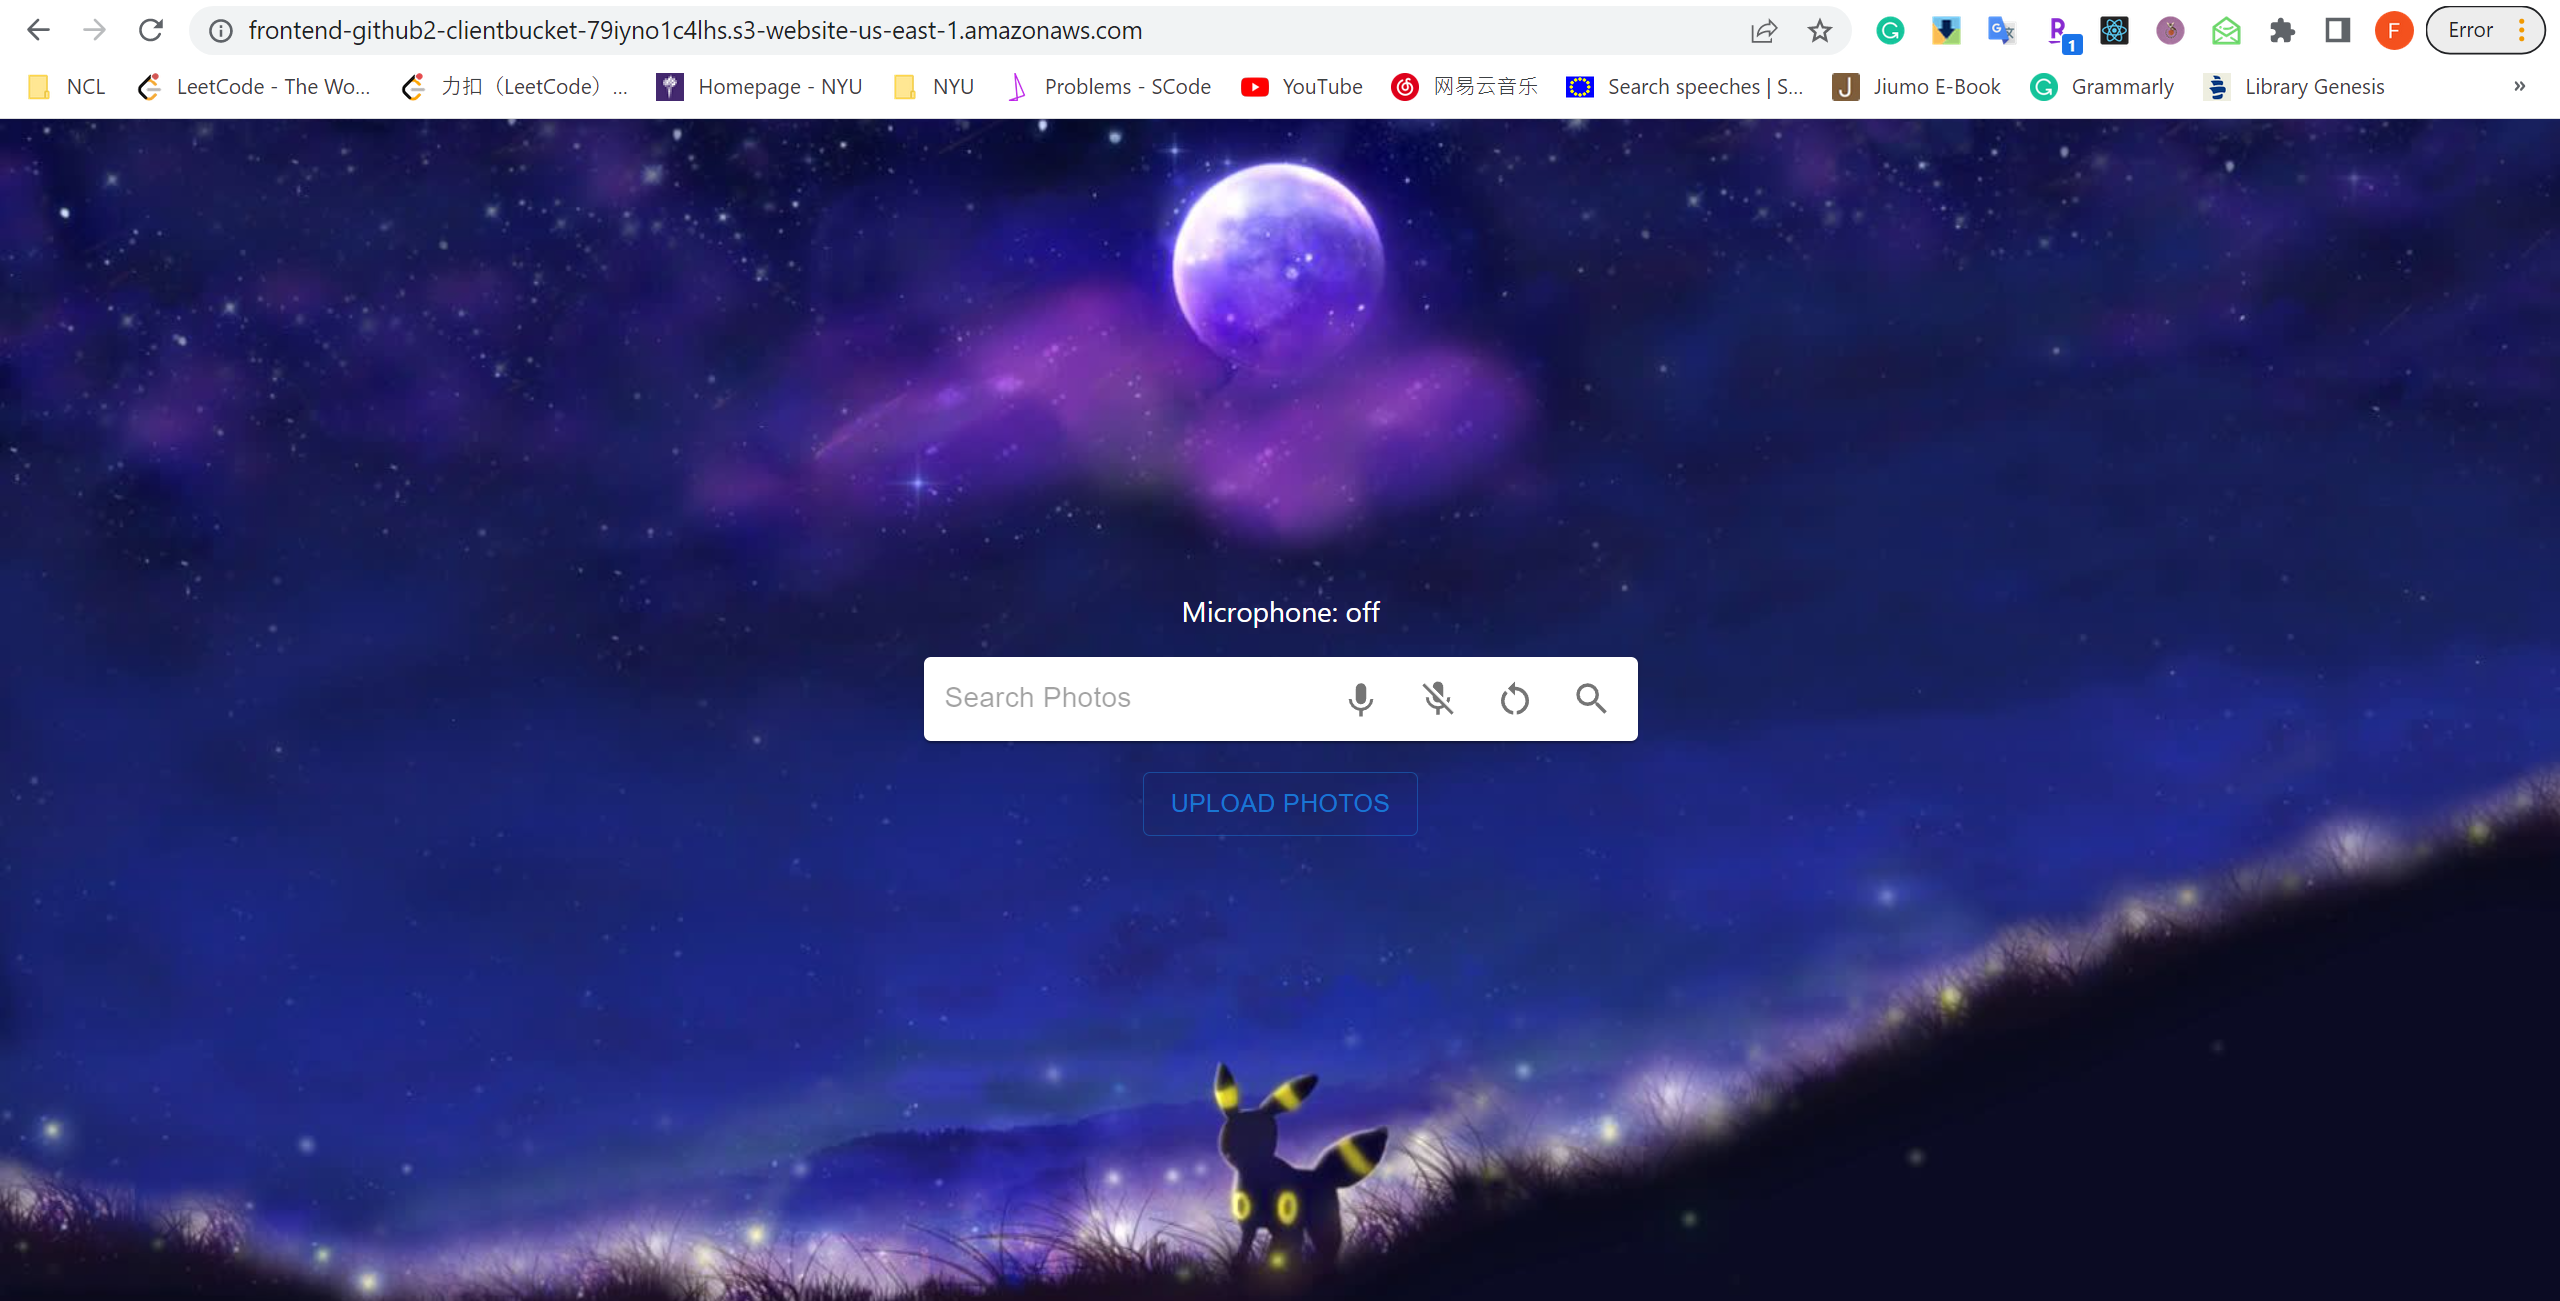 frontend-github2-clientbucket-79iyno1c4lhs.s3-website-us-east-1.amazonaws.com
1
F
Error
NCL LeetCode - The Wo... 力扣（LeetCode）... Homepage - NYU NYU Problems - SCode YouTube 网易云音乐 Search speeches | S... J Jiumo E-Book Grammarly Library Genesis »
Microphone: off
Search Photos
UPLOAD PHOTOS